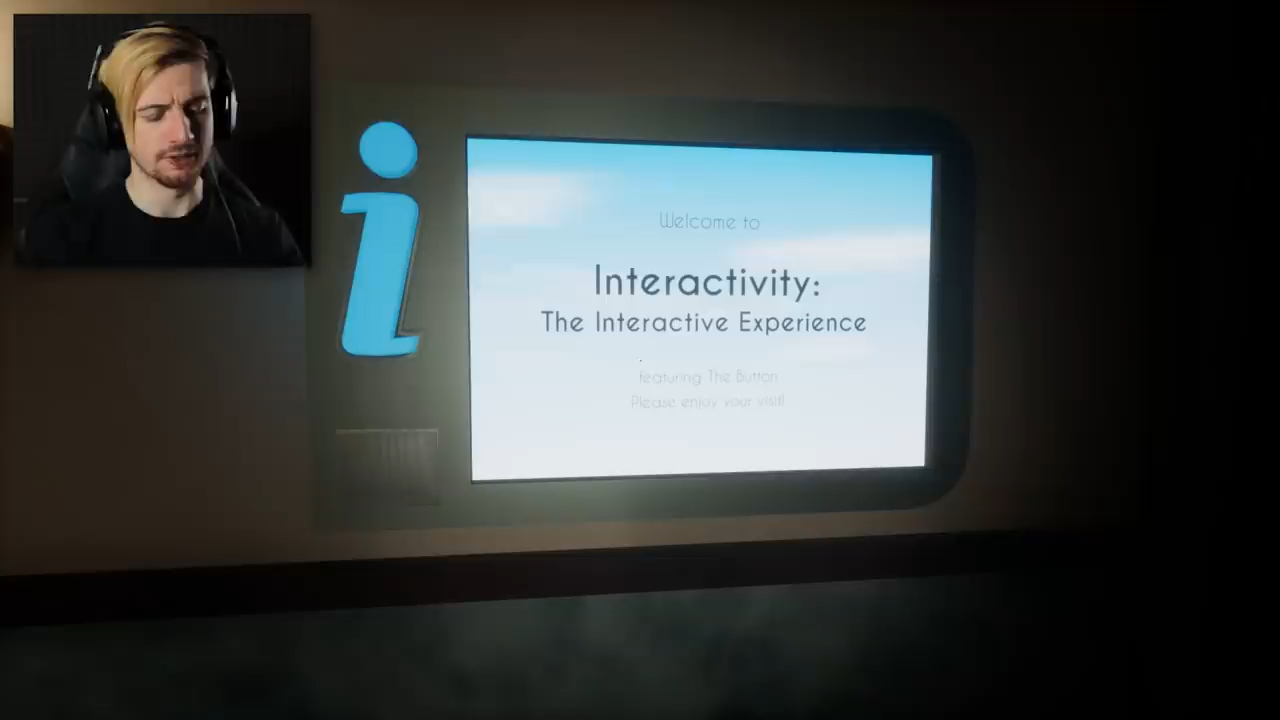 i
Welcome to
Interactivity:
The Interactive Experience
featuring The Button
Please enjoy your visit!